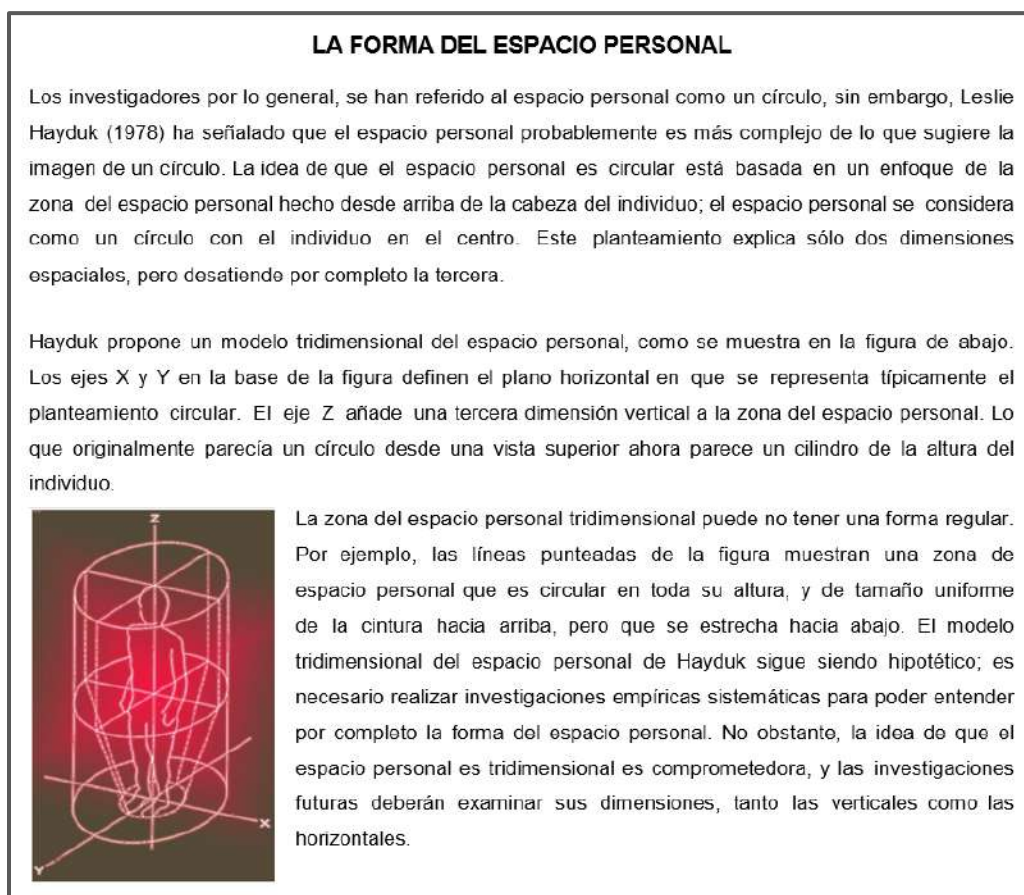 LA FORMA DEL ESPACIO PERSONAL
Los investigadores por lo general, se han referido al espacio personal como un círculo, sin embargo, Leslie
Hayduk (1978) ha señalado que el espacio personal probablemente es más complejo de lo que sugiere la
imagen de un círculo. La idea de que el espacio personal es circular está basada en un enfoque de la
zona del espacio personal hecho desde arriba de la cabeza del individuo; el espacio personal se considera
como un círculo con el individuo en el centro. Este planteamiento explica sólo dos dimensiones
espaciales, pero desatiende por completo la tercera.
Hayduk propone un modelo tridimensional del espacio personal, como se muestra en la figura de abajo.
Los ejes X y Y en la base de la figura definen el plano horizontal en que se representa típicamente el
planteamiento circular. El eje Z añade una tercera dimensión vertical a la zona del espacio personal. Lo
que originalmente parecía un círculo desde una vista superior ahora parece un cilindro de la altura del
individuo.
La zona del espacio personal tridimensional puede no tener una forma regular.
Por ejemplo, las líneas punteadas de la figura muestran una zona de
espacio personal que es circular en toda su altura, y de tamaño uniforme
de la cintura hacia arriba, pero que se estrecha hacia abajo. El modelo
tridimensional del espacio personal de Hayduk sigue siendo hipotético; es
necesario realizar investigaciones empíricas sistemáticas para poder entender
por completo la forma del espacio personal. No obstante, la idea de que el
espacio personal es tridimensional es comprometedora, y las investigaciones
futuras deberán examinar sus dimensiones, tanto las verticales como las
horizontales.
Z
X
Y